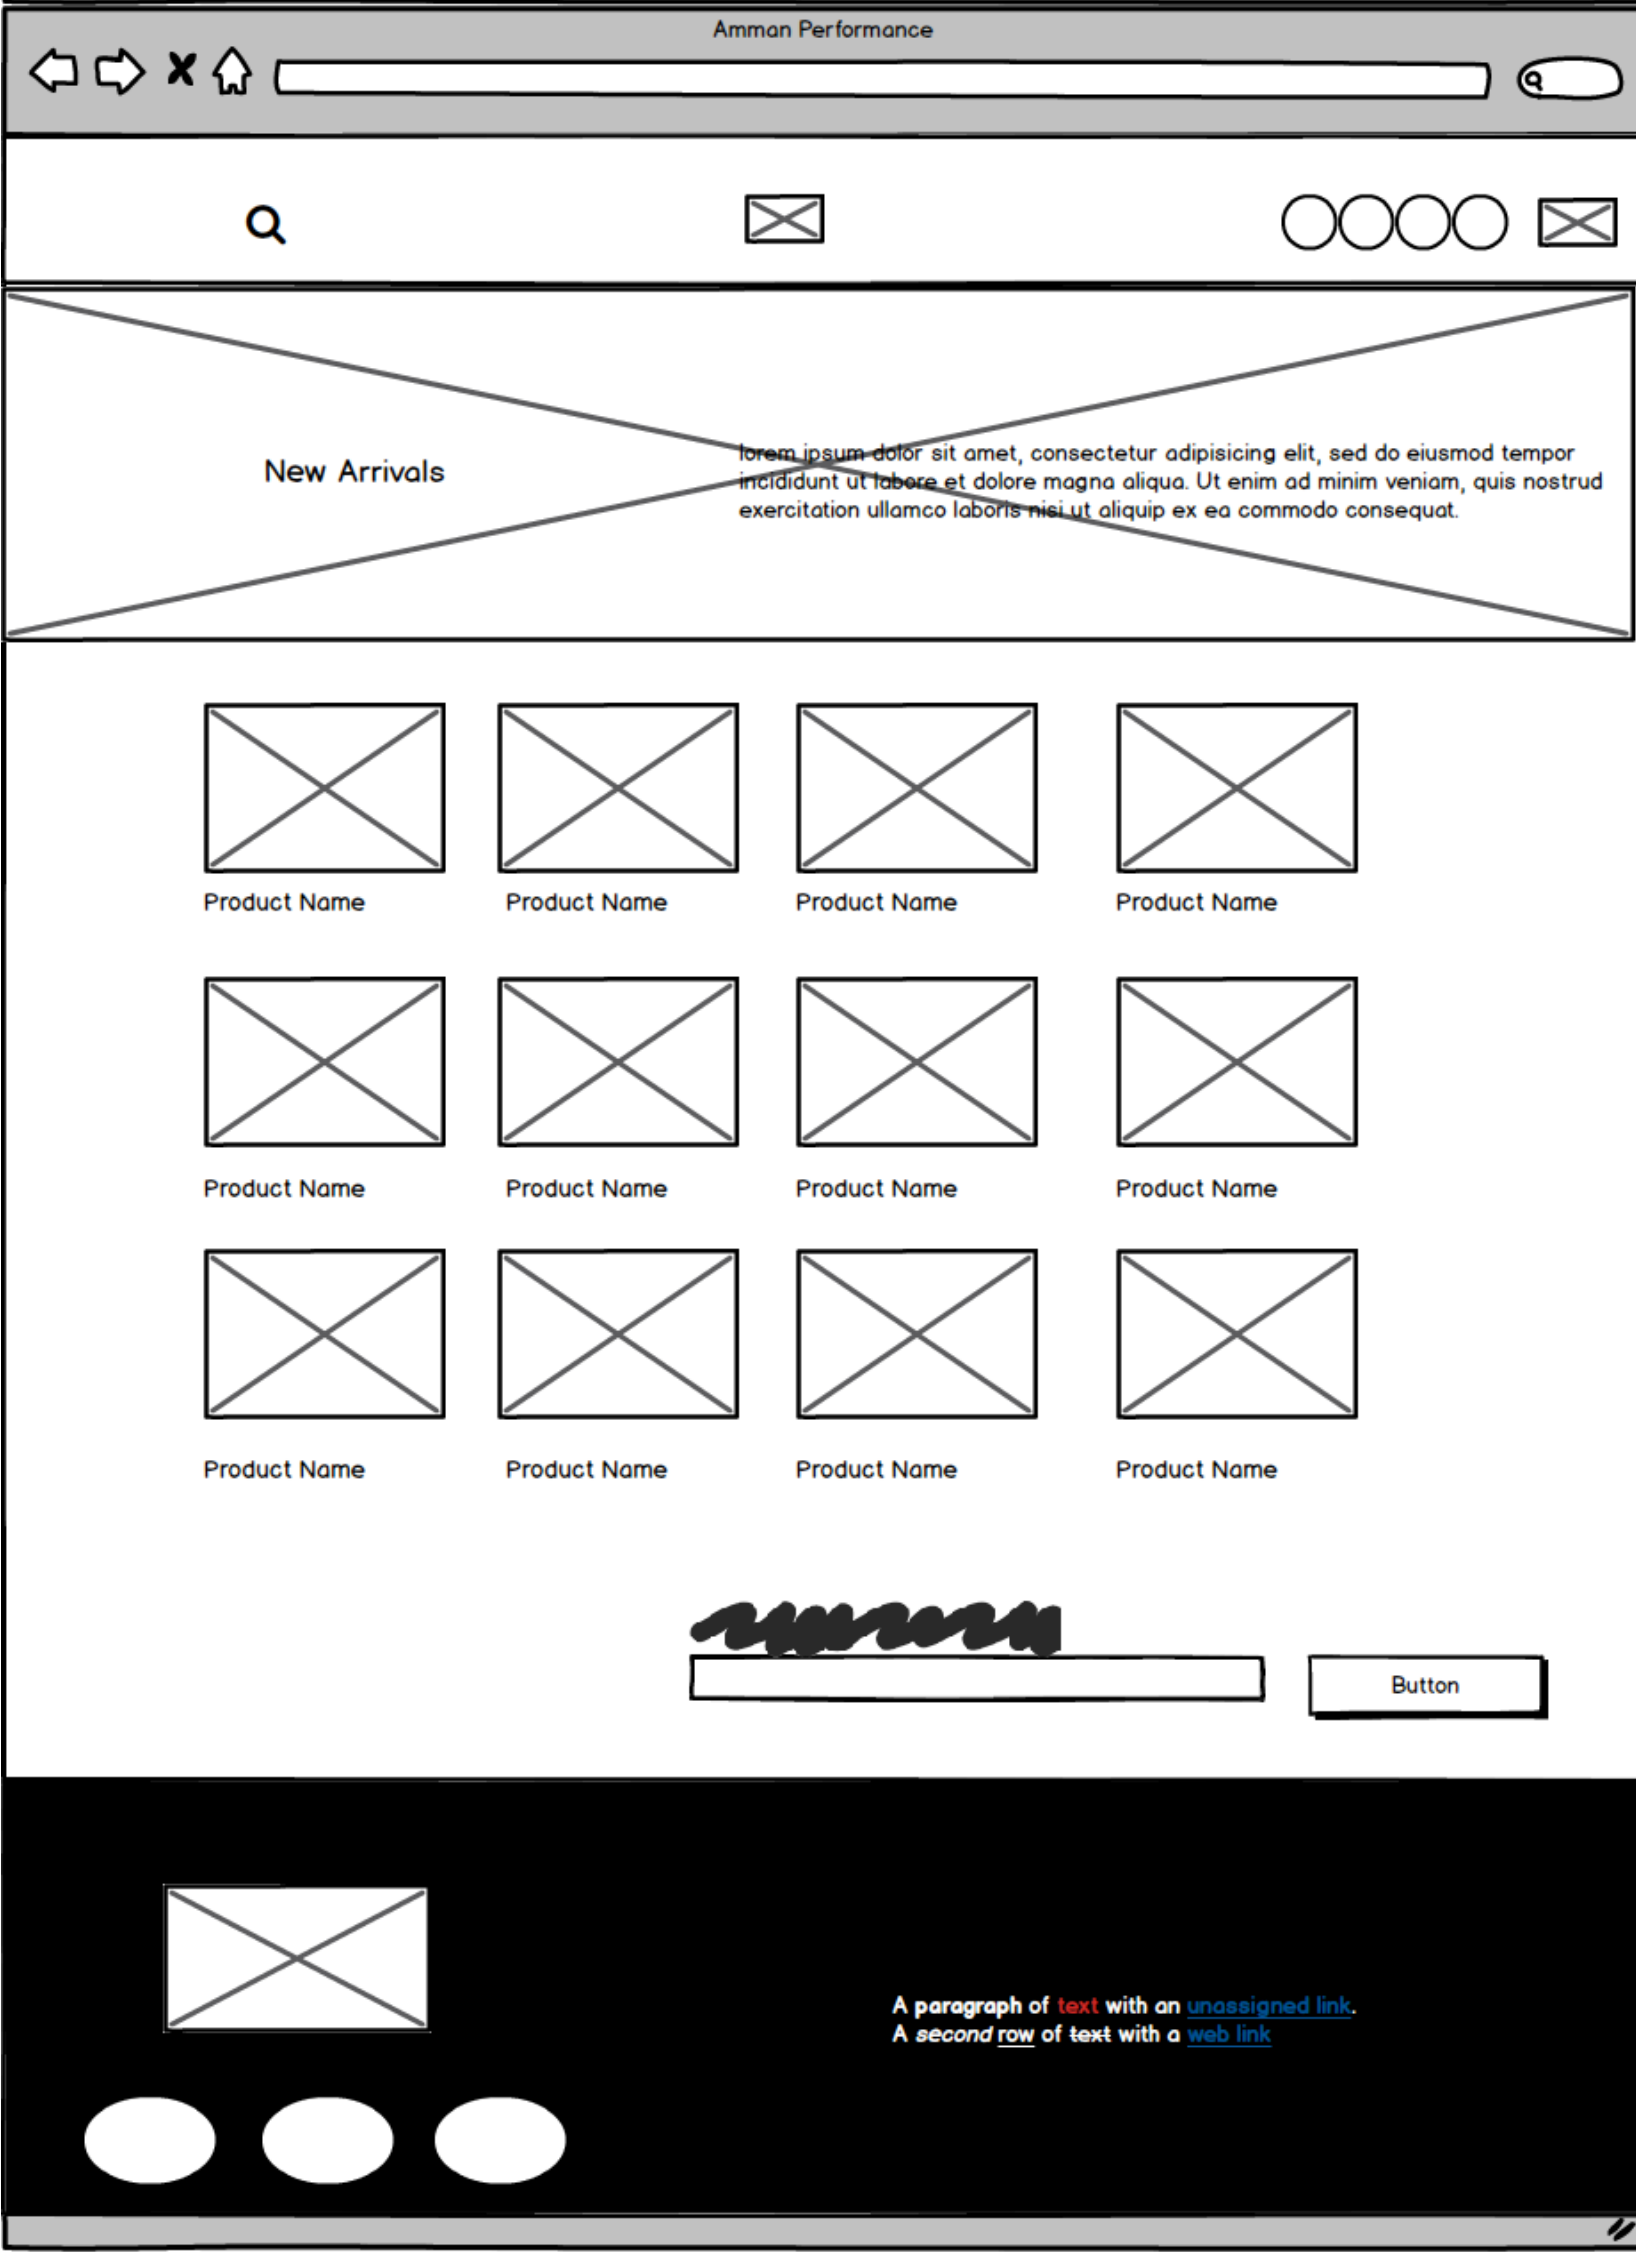 Amman Performance
New Arrivals
lorem ipsum dolor sit amet, consectetur adipisicing elit, sed do eiusmod tempor
incididunt ut labore et dolore magna aliqua. Ut enim ad minim veniam, quis nostrud
exercitation ullamco laboris nisi ut aliquip ex ea commodo consequat.
Product Name Product Name Product Name Product Name
Product Name Product Name Product Name Product Name
Product Name Product Name Product Name Product Name
Button
A paragraph of text with an unassigned link.
A second row of text with a web link